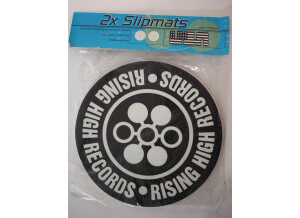 2x Slipmats
RISING HIGH RECORDS • RISING HIGH RECORDS •